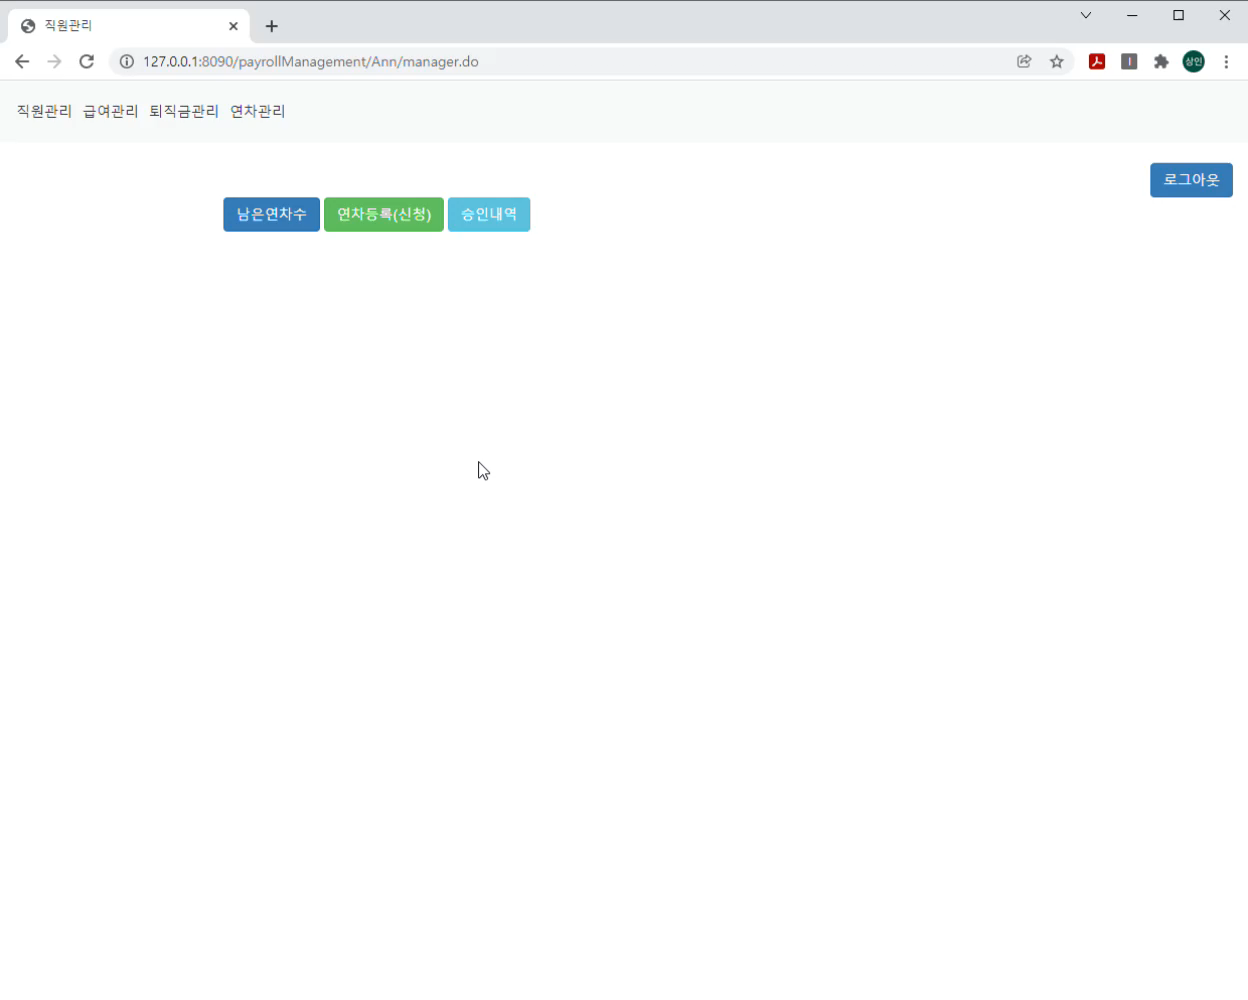 직원관리
127.0.0.1:8090/payrollManagement/Ann/manager.do
상인
직원관리 급여관리 퇴직금관리 연차관리
로그아웃
남은연차수 연차등록(신청) 승인내역